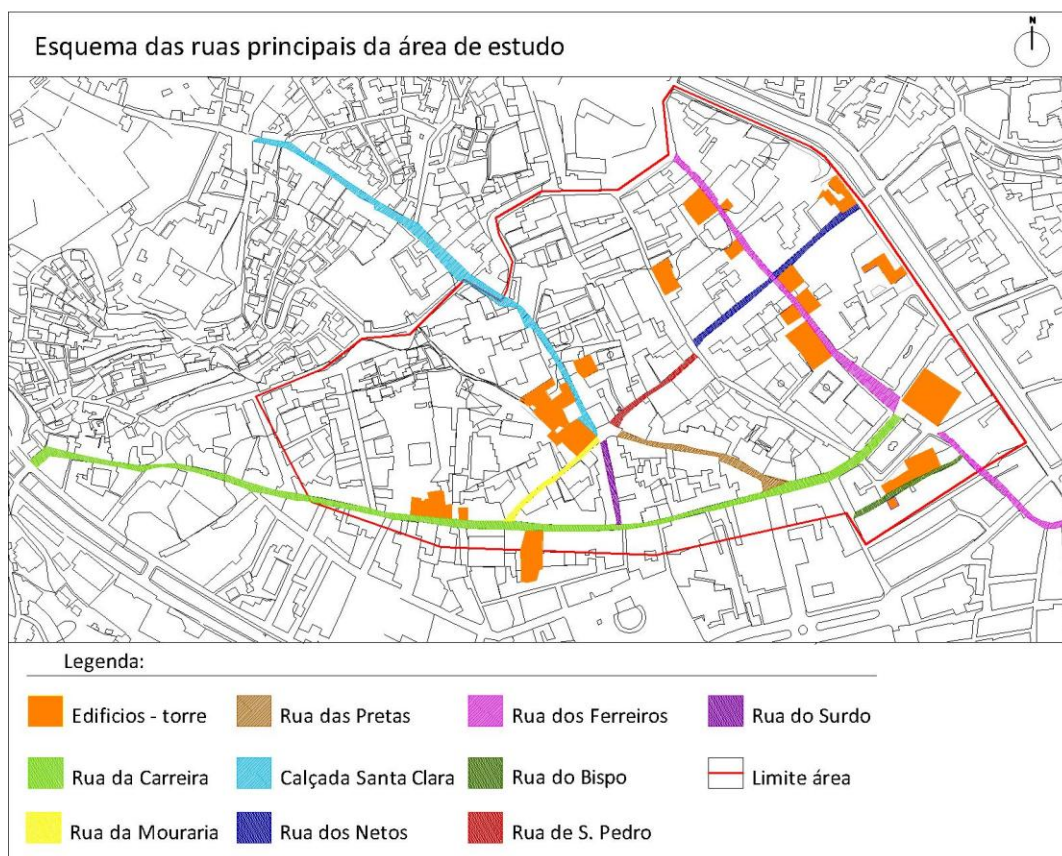 N
Esquema das ruas principais da área de estudo
Legenda:
Edificios - torre
Rua das Pretas
Rua dos Ferreiros
Rua do Surdo
Rua da Carreira
Calçada Santa Clara
Rua do Bispo
Limite área
Rua da Mouraria
Rua dos Netos
Rua de S. Pedro